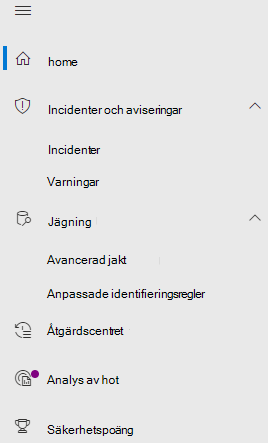 home
Incidenter och aviseringar
Incidenter
Varningar
Jägning
Avancerad jakt
Anpassade identifieringsregler
Åtgärdscentret
Analys av hot
Säkerhetspoäng